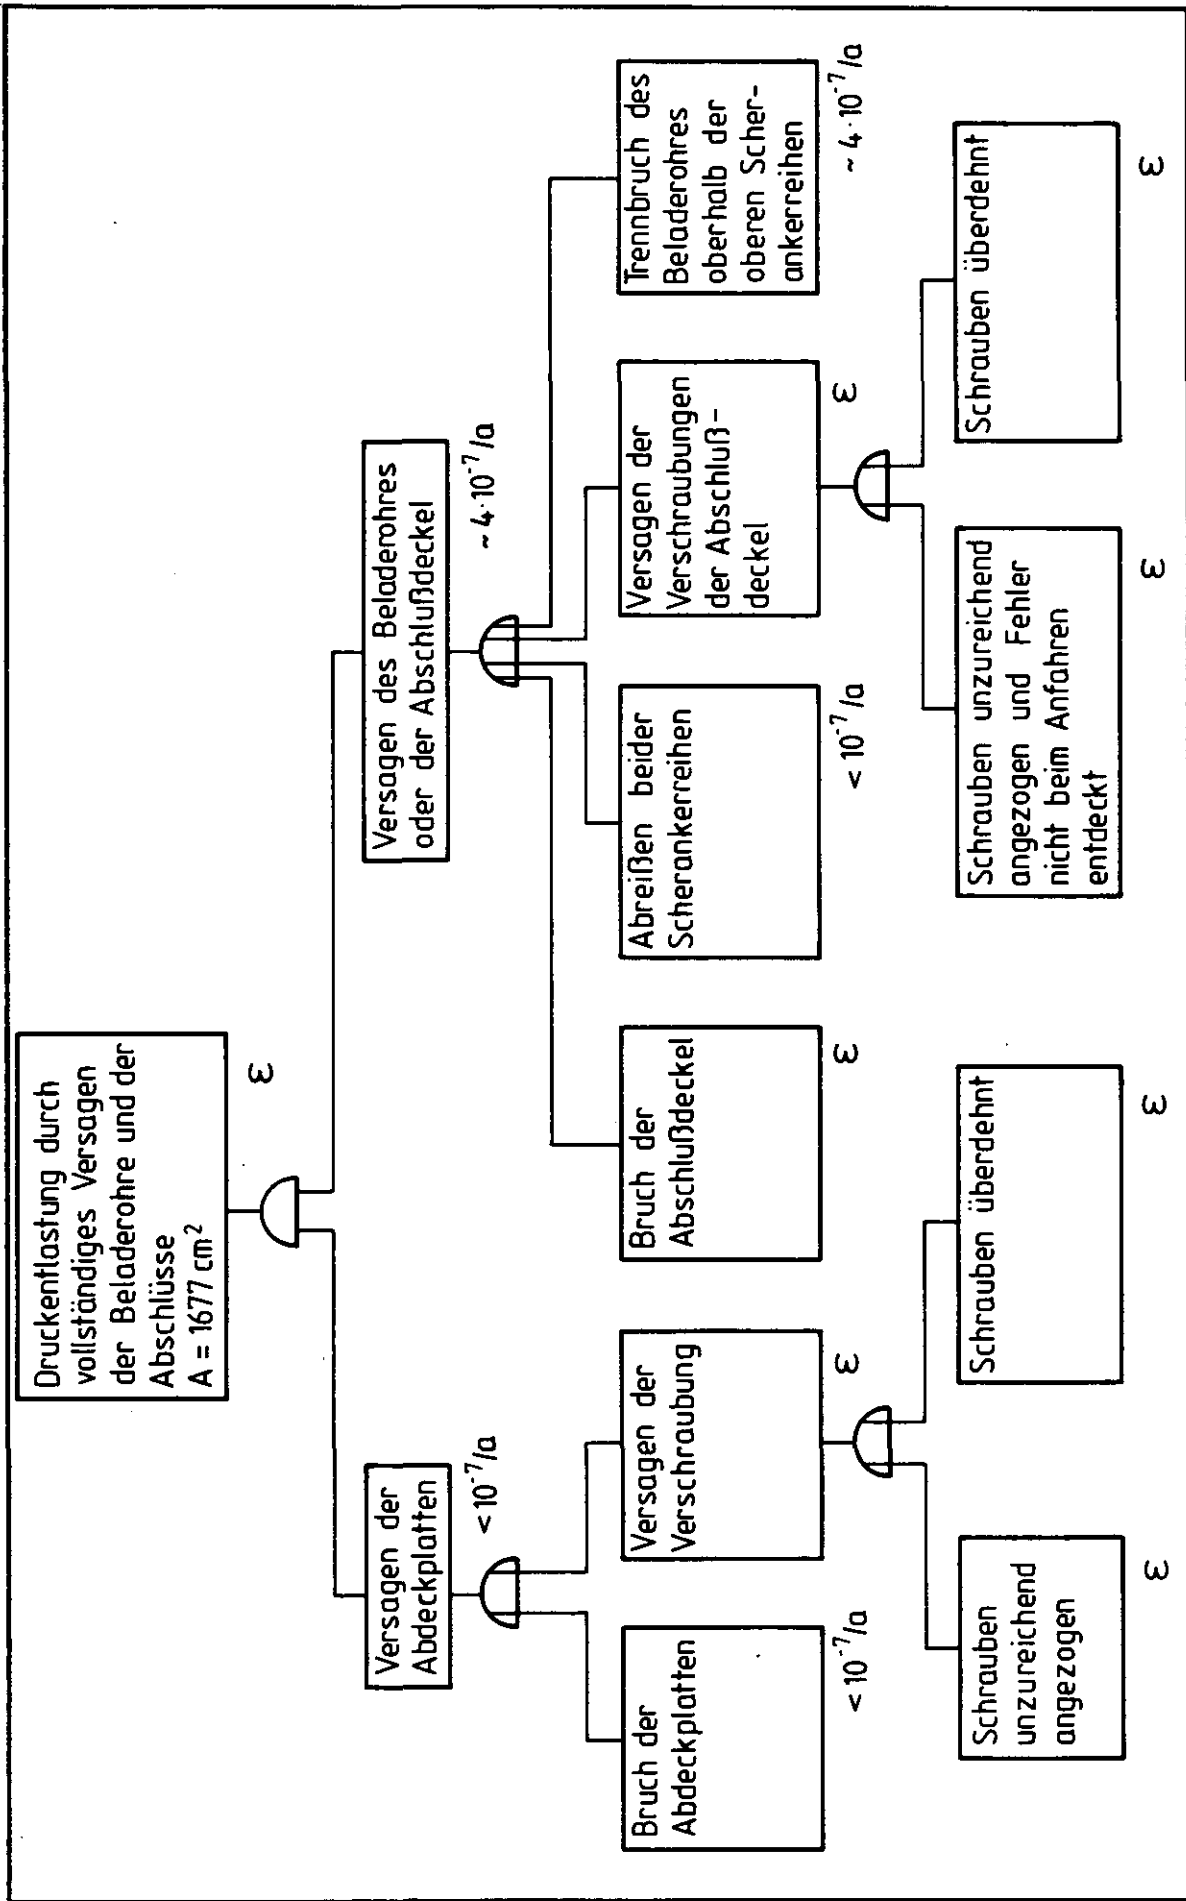 Druckentlastung durch
vollständiges Versagen
der Beladerohre und der
Abschlüsse
A = 1677 cm²
ε
Versagen der
Abdeckplatten
<10⁻⁷/a
Versagen des Beladerohres
oder der Abschlußdeckel
~4·10⁻⁷/a
Bruch der
Abdeckplatten
<10⁻⁷/a
Versagen der
Verschraubung
ε
Bruch der
Abschlußdeckel
ε
Abreißen beider
Scherankerreihen
<10⁻⁷/a
Versagen der
Verschraubungen
der Abschluß-
deckel
ε
Trennbruch des
Beladerohres
oberhalb der
oberen Scher-
ankerreihen
~4·10⁻⁷/a
Schrauben
unzureichend
angezogen
ε
Schrauben überdehnt
ε
Schrauben unzureichend
angezogen und Fehler
nicht beim Anfahren
entdeckt
ε
Schrauben überdehnt
ε